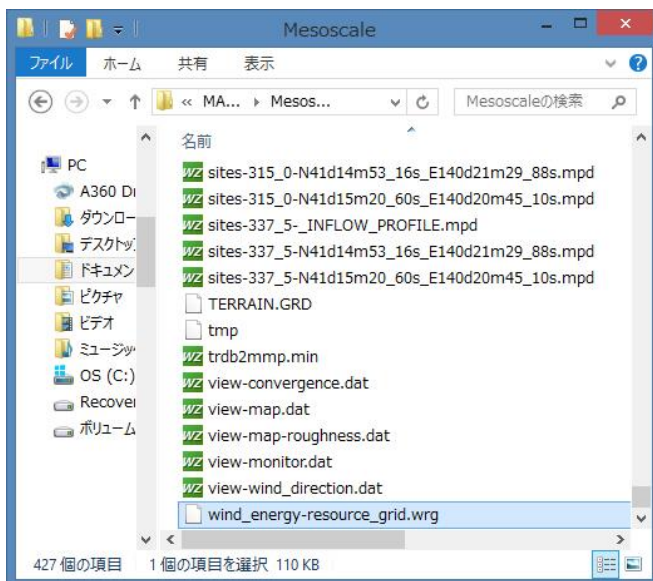 Mesoscale
ファイル ホーム 共有 表示
« MA... Mesos... Mesoscaleの検索
名前
PC
A360 Dr
ダウンロー
デスクトッ
ドキュメン
ピクチャ
ビデオ
ミュージッ
OS (C:)
Recover
ボリューム
sites-315_0-N41d14m53_16s_E140d21m29_88s.mpd
sites-315_0-N41d15m20_60s_E140d20m45_10s.mpd
sites-337_5-_INFLOW_PROFILE.mpd
sites-337_5-N41d14m53_16s_E140d21m29_88s.mpd
sites-337_5-N41d15m20_60s_E140d20m45_10s.mpd
TERRAIN.GRD
tmp
trdb2mmp.min
view-convergence.dat
view-map.dat
view-map-roughness.dat
view-monitor.dat
view-wind_direction.dat
wind_energy-resource_grid.wrg
427 個の項目 1 個の項目を選択 110 KB